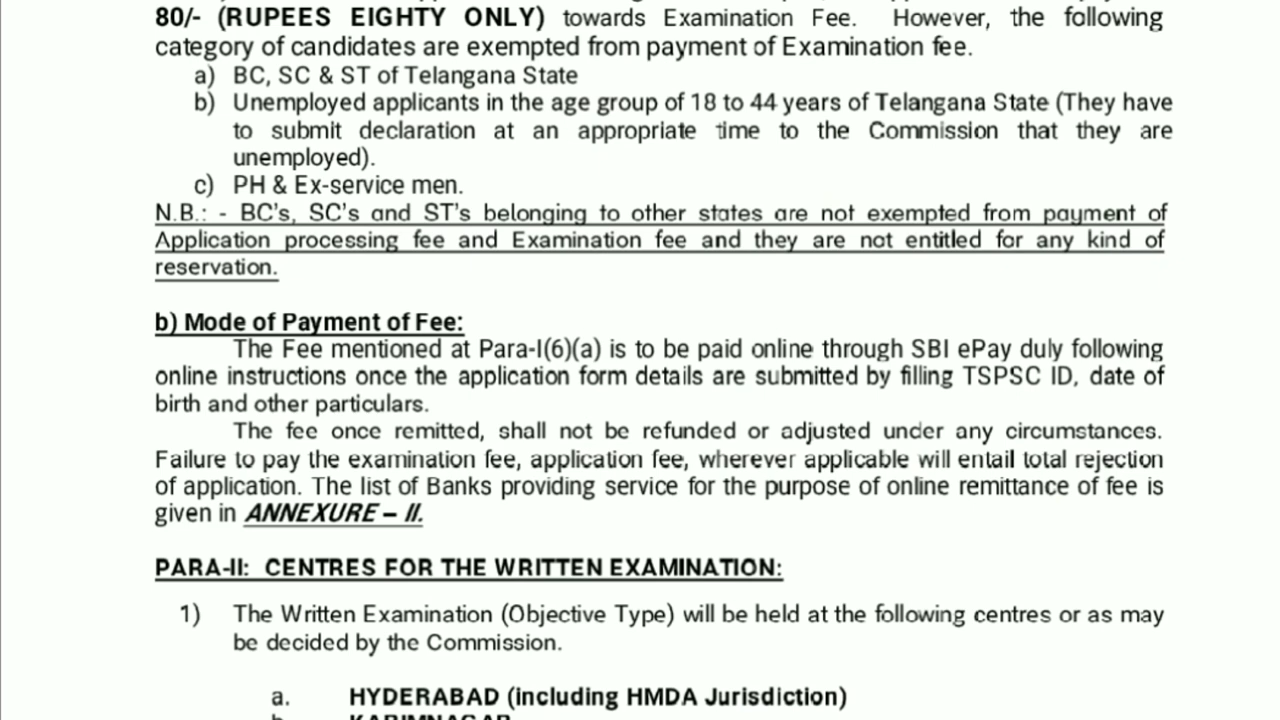 80/- (RUPEES EIGHTY ONLY) towards Examination Fee. However, the following
category of candidates are exempted from payment of Examination fee.
a) BC, SC & ST of Telangana State
b) Unemployed applicants in the age group of 18 to 44 years of Telangana State (They have
to submit declaration at an appropriate time to the Commission that they are
unemployed).
c) PH & Ex-service men.
N.B.: - BC's, SC's and ST's belonging to other states are not exempted from payment of
Application processing fee and Examination fee and they are not entitled for any kind of
reservation.
b) Mode of Payment of Fee:
The Fee mentioned at Para-I(6)(a) is to be paid online through SBI ePay duly following
online instructions once the application form details are submitted by filling TSPSC ID, date of
birth and other particulars.
The fee once remitted, shall not be refunded or adjusted under any circumstances.
Failure to pay the examination fee, application fee, wherever applicable will entail total rejection
of application. The list of Banks providing service for the purpose of online remittance of fee is
given in ANNEXURE – II.
PARA-II: CENTRES FOR THE WRITTEN EXAMINATION:
1) The Written Examination (Objective Type) will be held at the following centres or as may
be decided by the Commission.
a. HYDERABAD (including HMDA Jurisdiction)
b. KARIMNAGAR